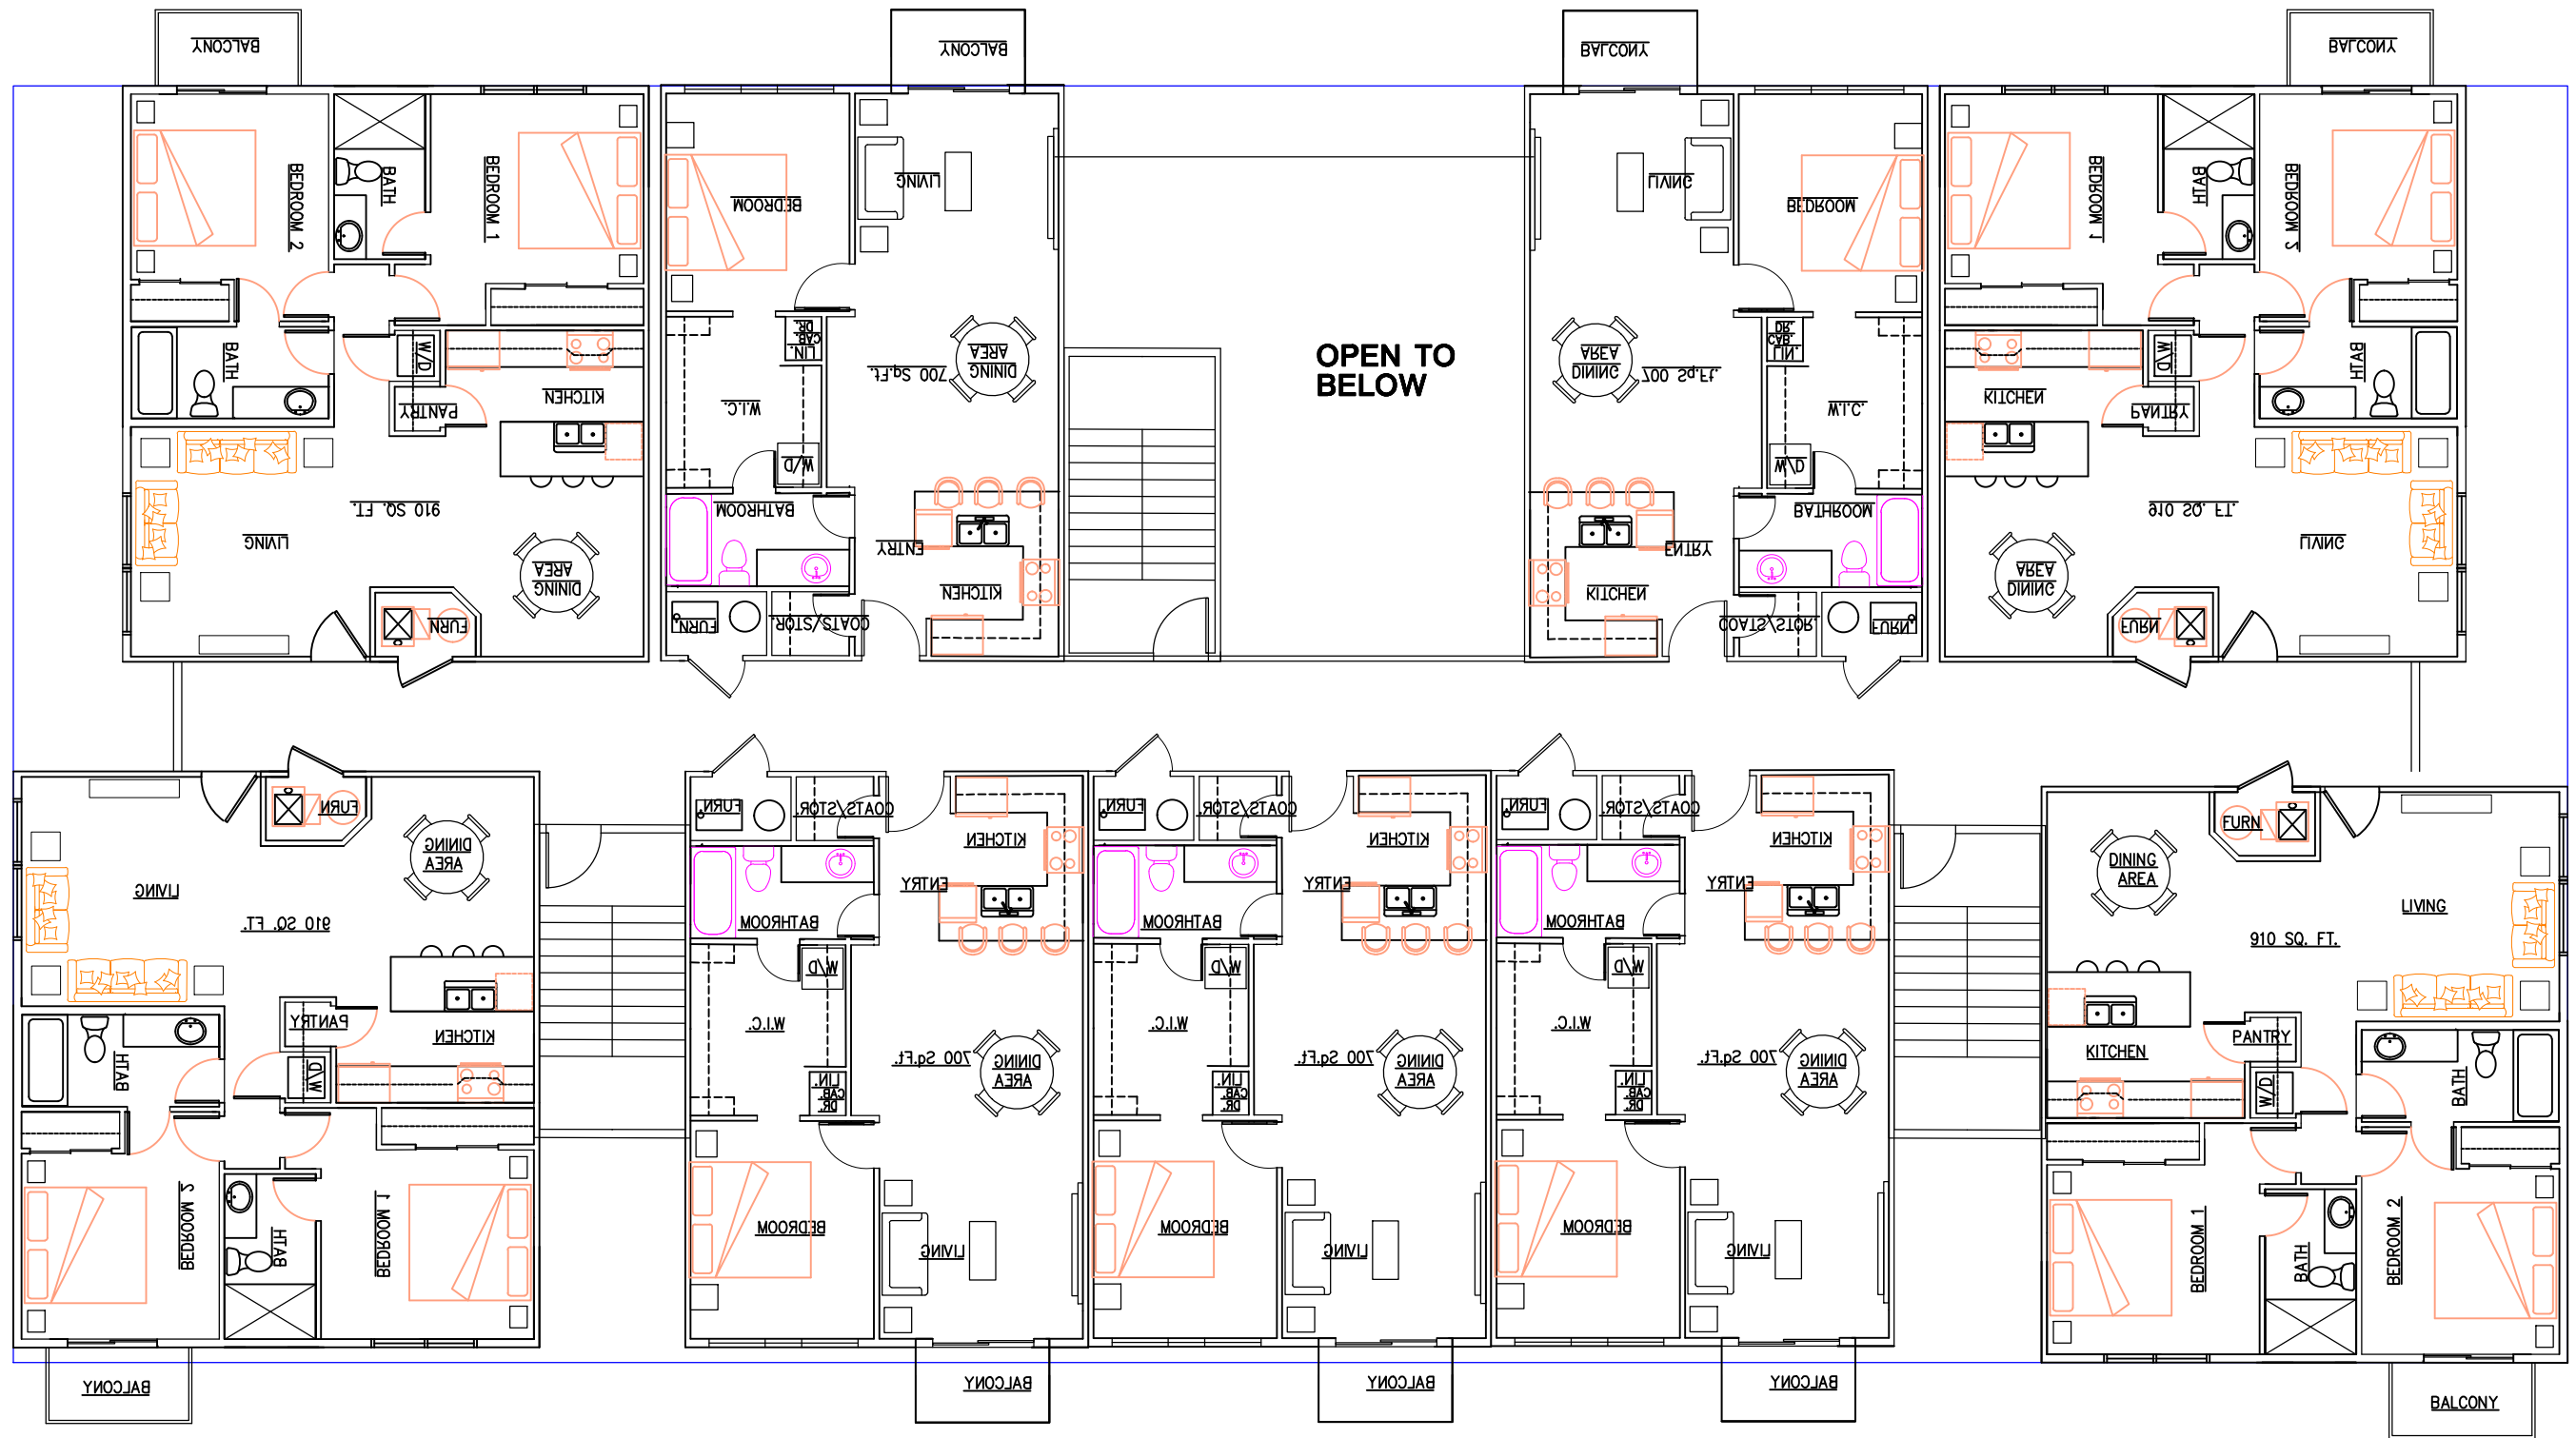 BALCONY
BALCONY
BALCONY
BALCONY
BEDROOM 2
BATH
BEDROOM 1
BEDROOM
LIVING
LIVING
BEDROOM
BEDROOM 1
BATH
BEDROOM 2
BATH
W/D
PANTRY
KITCHEN
LIN.
CAB.
DR.
W.I.C.
700 Sq.Ft.
DINING
AREA
OPEN TO
BELOW
DINING
AREA
700 Sq.Ft.
LIN.
CAB.
DR.
W.I.C.
KITCHEN
W/D
PANTRY
BATH
W/D
W/D
910 SQ. FT.
LIVING
BATHROOM
ENTRY
ENTRY
BATHROOM
910 SQ. FT.
LIVING
DINING
AREA
FURN
FURN.
COATS/STOR.
KITCHEN
KITCHEN
COATS/STOR.
FURN.
DINING
AREA
FURN
FURN
DINING
AREA
LIVING
910 SQ. FT.
FURN.
COATS/STOR.
KITCHEN
ENTRY
BATHROOM
FURN.
COATS/STOR.
KITCHEN
ENTRY
BATHROOM
FURN.
COATS/STOR.
KITCHEN
ENTRY
BATHROOM
FURN
DINING
AREA
LIVING
910 SQ. FT.
PANTRY
KITCHEN
BATH
W/D
W/D
W.I.C.
700 Sq.Ft.
DINING
AREA
LIN.
CAB.
DR.
W/D
W.I.C.
700 Sq.Ft.
DINING
AREA
LIN.
CAB.
DR.
W/D
W.I.C.
700 Sq.Ft.
DINING
AREA
LIN.
CAB.
DR.
PANTRY
KITCHEN
W/D
BATH
BEDROOM 2
BATH
BEDROOM 1
BEDROOM
LIVING
BEDROOM
LIVING
BEDROOM
LIVING
BEDROOM 1
BATH
BEDROOM 2
BALCONY
BALCONY
BALCONY
BALCONY
BALCONY